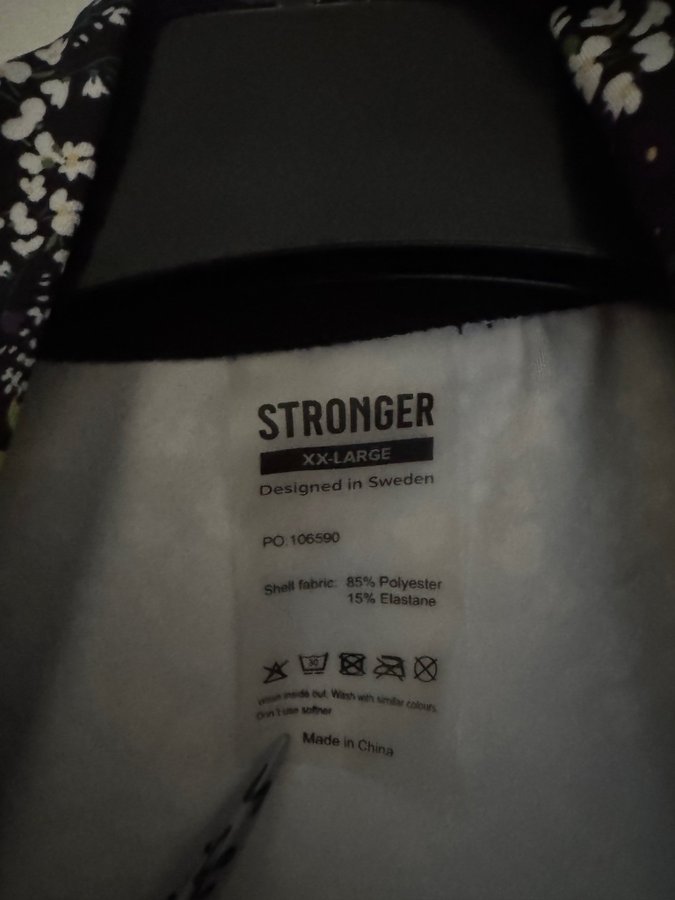 STRONGER
XX-LARGE
Designed in Sweden
PO:106590
Shell fabric: 85% Polyester
15% Elastane
30
inside out. Wash with similar colours.
Don't use softner
Made in China